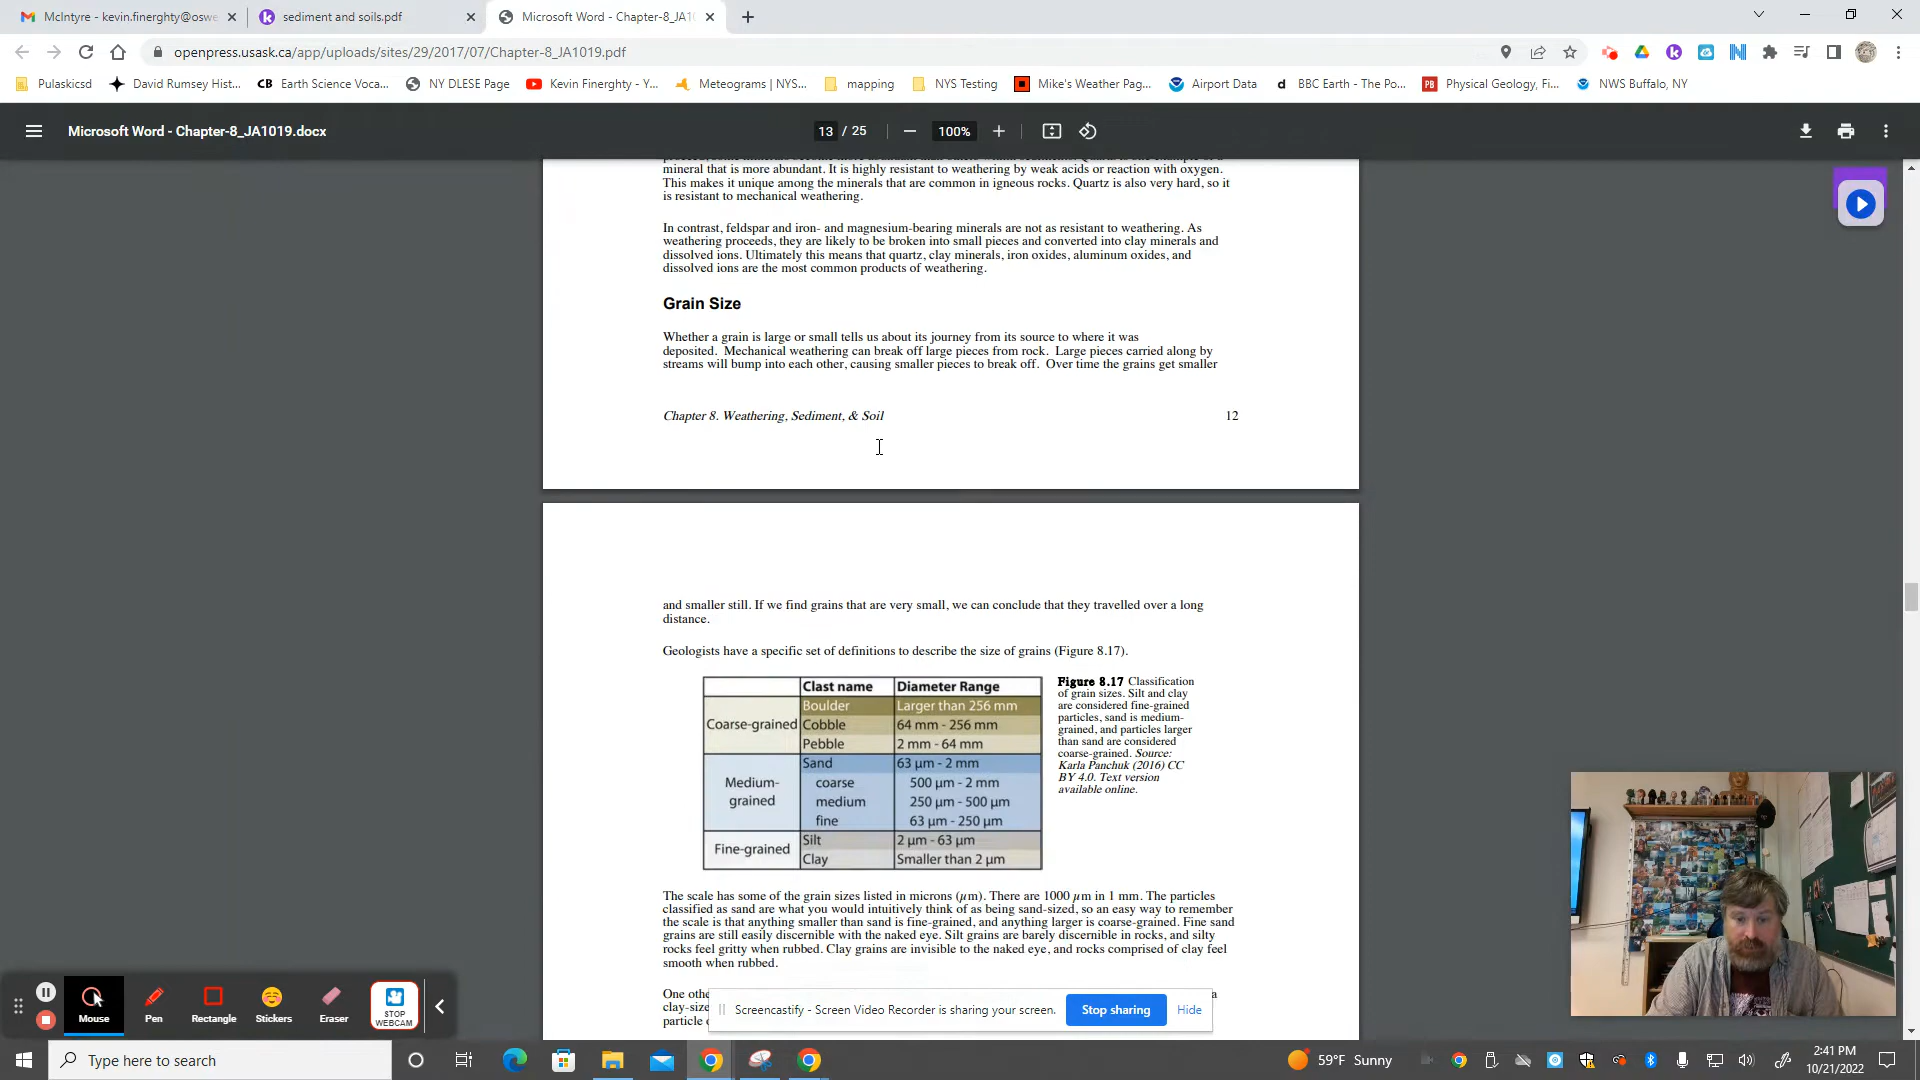 McIntyre - kevin.finerghty@oswe
sediment and soils.pdf
Microsoft Word - Chapter-8_JA10
openpress.usask.ca/app/uploads/sites/29/2017/07/Chapter-8_JA1019.pdf
Pulaskicsd
David Rumsey Hist...
CB Earth Science Voca...
NY DLESE Page
Kevin Finerghty - Y...
Meteograms | NYS...
mapping
NYS Testing
Mike's Weather Pag...
Airport Data
d BBC Earth - The Po...
PB Physical Geology, Fi...
NWS Buffalo, NY
Microsoft Word - Chapter-8_JA1019.docx
13 / 25
100%
mineral that is more abundant. It is highly resistant to weathering by weak acids or reaction with oxygen.
This makes it unique among the minerals that are common in igneous rocks. Quartz is also very hard, so it
is resistant to mechanical weathering.
In contrast, feldspar and iron- and magnesium-bearing minerals are not as resistant to weathering. As
weathering proceeds, they are likely to be broken into small pieces and converted into clay minerals and
dissolved ions. Ultimately this means that quartz, clay minerals, iron oxides, aluminum oxides, and
dissolved ions are the most common products of weathering.
Grain Size
Whether a grain is large or small tells us about its journey from its source to where it was
deposited. Mechanical weathering can break off large pieces from rock. Large pieces carried along by
streams will bump into each other, causing smaller pieces to break off. Over time the grains get smaller
Chapter 8. Weathering, Sediment, & Soil 12
and smaller still. If we find grains that are very small, we can conclude that they travelled over a long
distance.
Geologists have a specific set of definitions to describe the size of grains (Figure 8.17).
Clast name Diameter Range
Coarse-grained
Boulder Larger than 256 mm
Cobble 64 mm - 256 mm
Pebble 2 mm - 64 mm
Medium-
grained
Sand 63 µm - 2 mm
coarse 500 µm - 2 mm
medium 250 µm - 500 µm
fine 63 µm - 250 µm
Fine-grained
Silt 2 µm - 63 µm
Clay Smaller than 2 µm
Figure 8.17 Classification
of grain sizes. Silt and clay
are considered fine-grained
particles, sand is medium-
grained, and particles larger
than sand are considered
coarse-grained. Source:
Karla Panchuk (2016) CC
BY 4.0. Text version
available online.
The scale has some of the grain sizes listed in microns (µm). There are 1000 µm in 1 mm. The particles
classified as sand are what you would intuitively think of as being sand-sized, so an easy way to remember
the scale is that anything smaller than sand is fine-grained, and anything larger is coarse-grained. Fine sand
grains are still easily discernible with the naked eye. Silt grains are barely discernible in rocks, and silty
rocks feel gritty when rubbed. Clay grains are invisible to the naked eye, and rocks comprised of clay feel
smooth when rubbed.
One othe a
clay-size
particle
Screencastify - Screen Video Recorder is sharing your screen.
Stop sharing
Hide
Mouse
Pen
Rectangle
Stickers
Eraser
STOP
WEBCAM
Type here to search
59°F Sunny
2:41 PM
10/21/2022